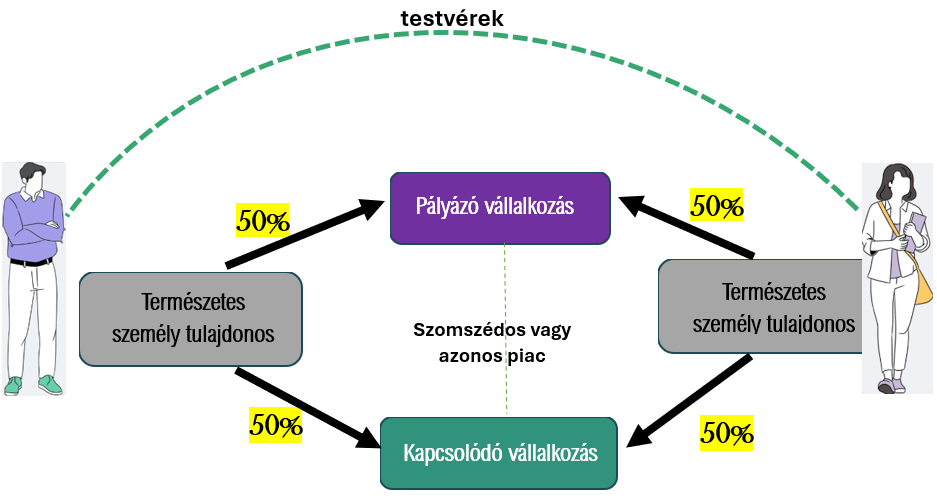 testvérek
Pályázó vállalkozás
50%
50%
Természetes
személy tulajdonos
Természetes
személy tulajdonos
Szomszédos vagy
azonos piac
50%
50%
Kapcsolódó vállalkozás